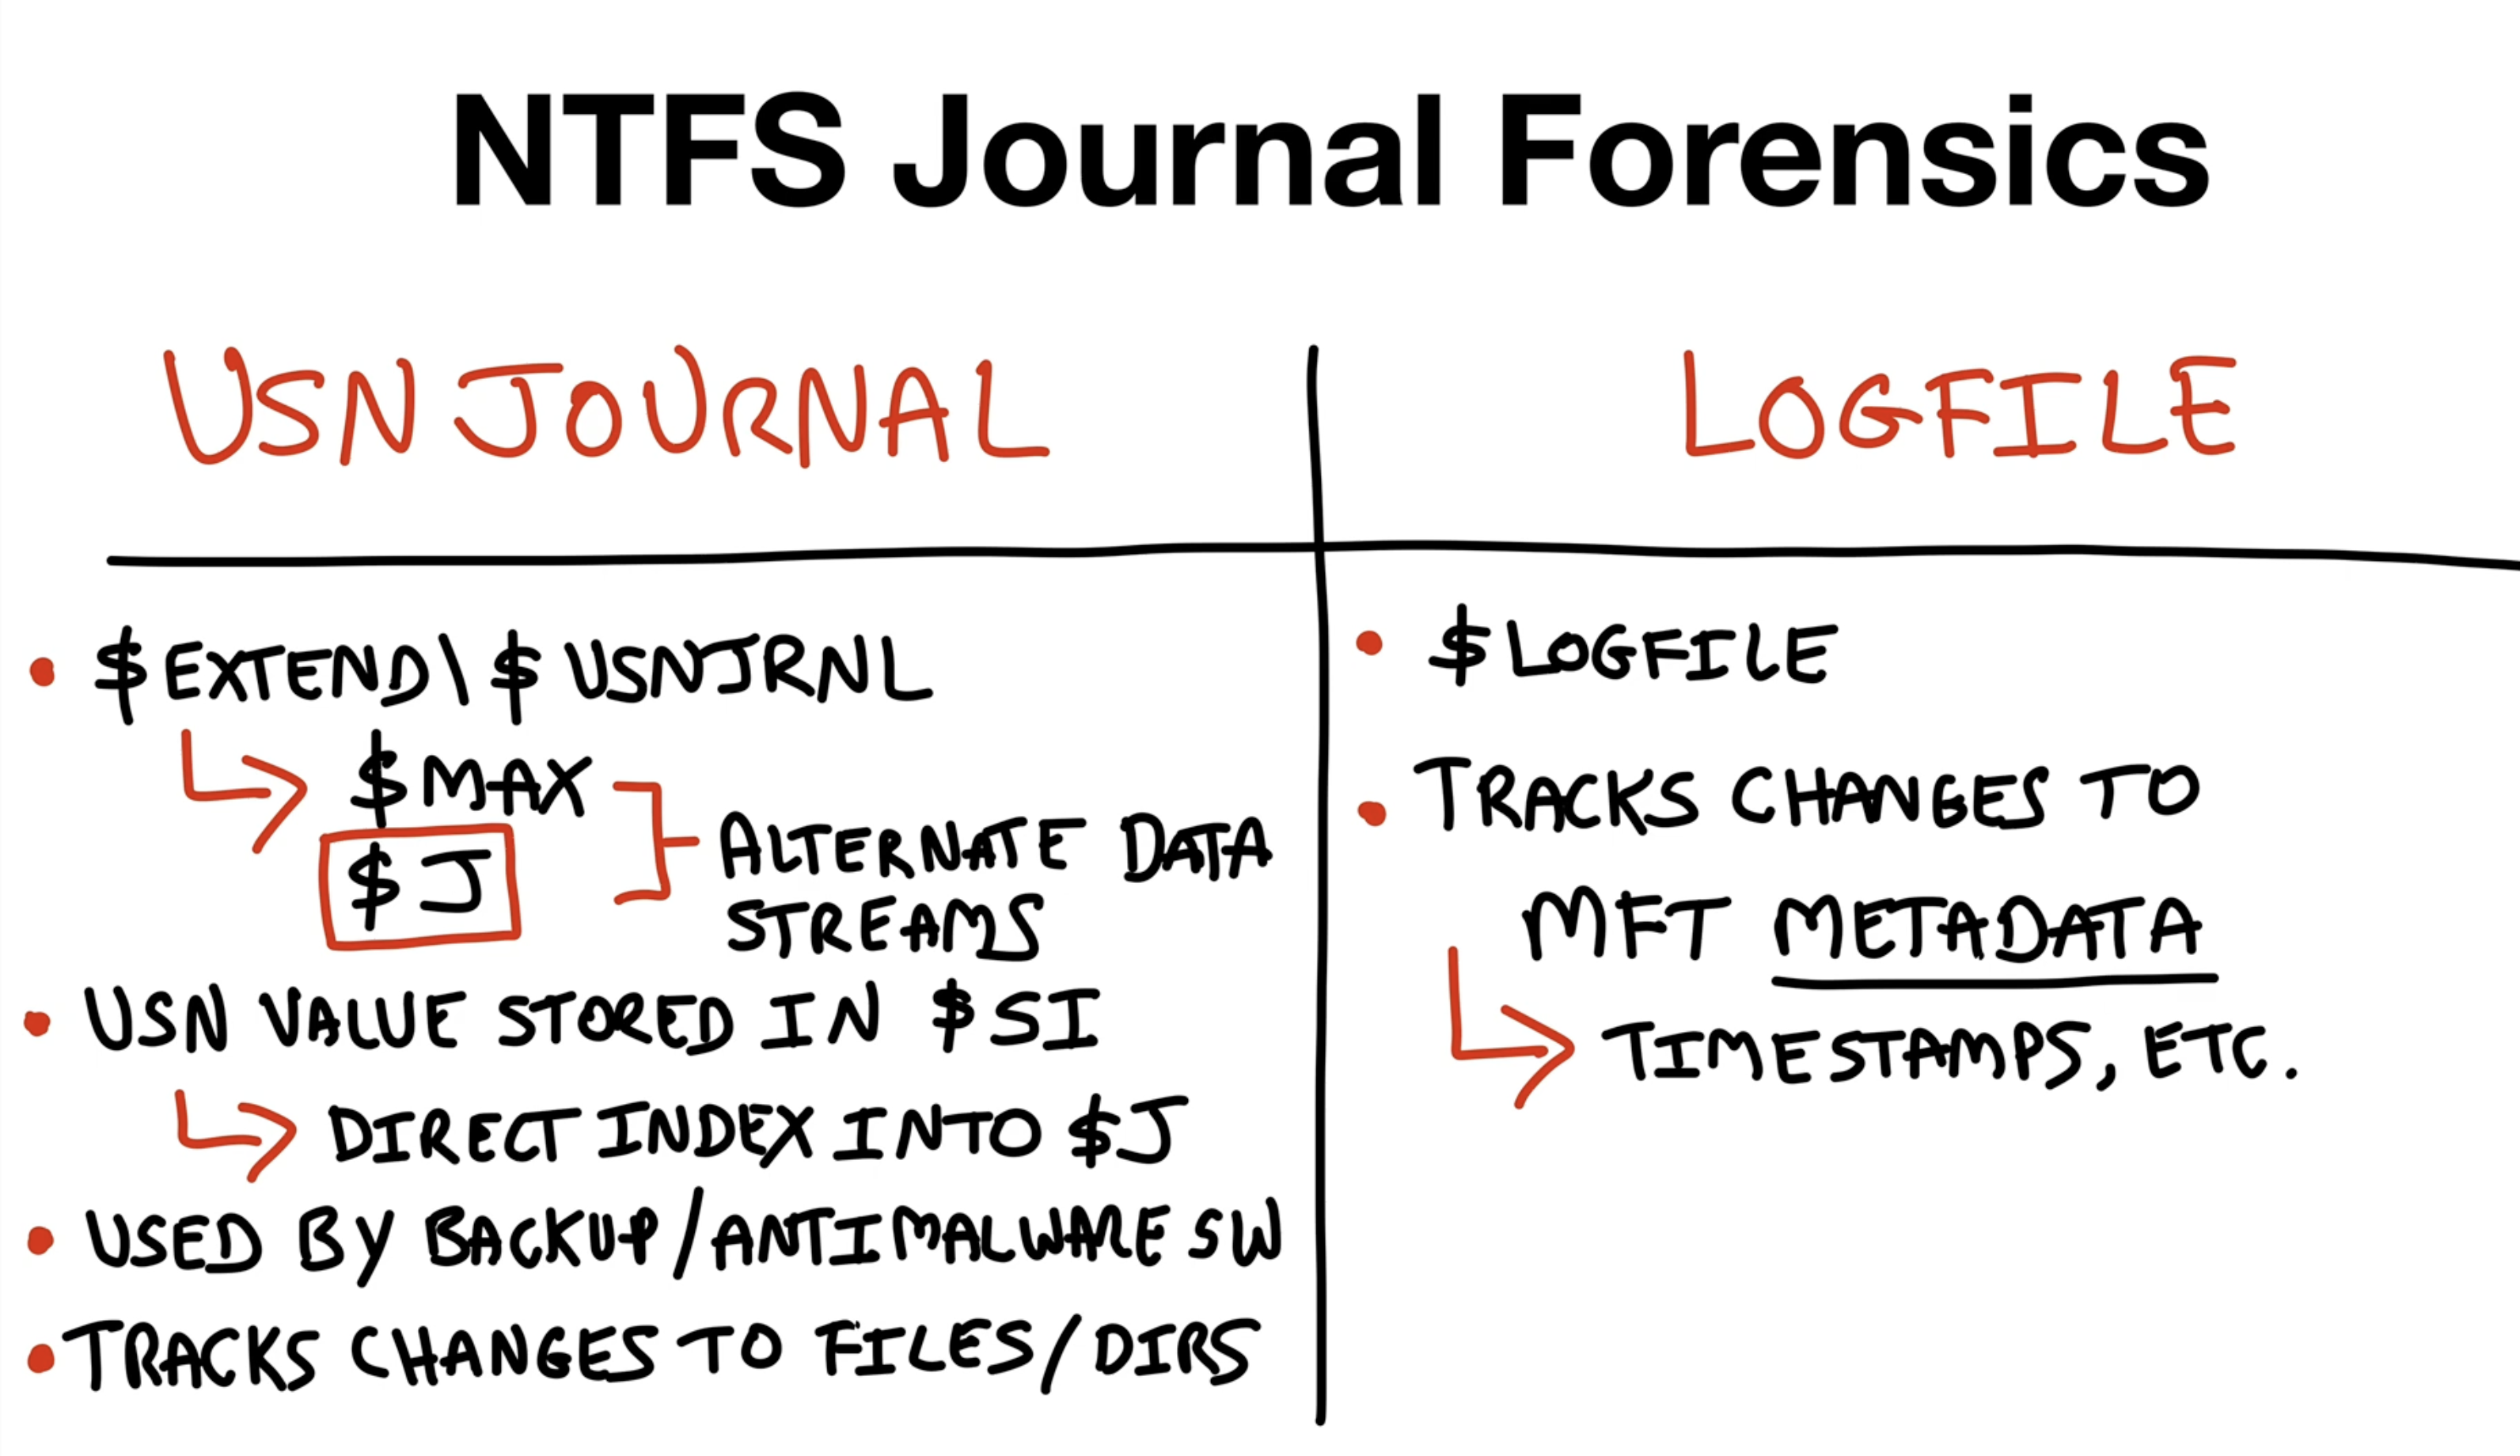 NTFS Journal Forensics
USN JOURNAL
$EXTEND\$USNJRNL
$MAX
$J
ALTERNATE DATA
STREAMS
USN VALUE STORED IN $SI
DIRECT INDEX INTO $J
USED BY BACKUP/ANTIMALWARE SW
TRACKS CHANGES TO FILES/DIRS
LOGFILE
$LOGFILE
TRACKS CHANGES TO
MFT METADATA
TIMESTAMPS, ETC.